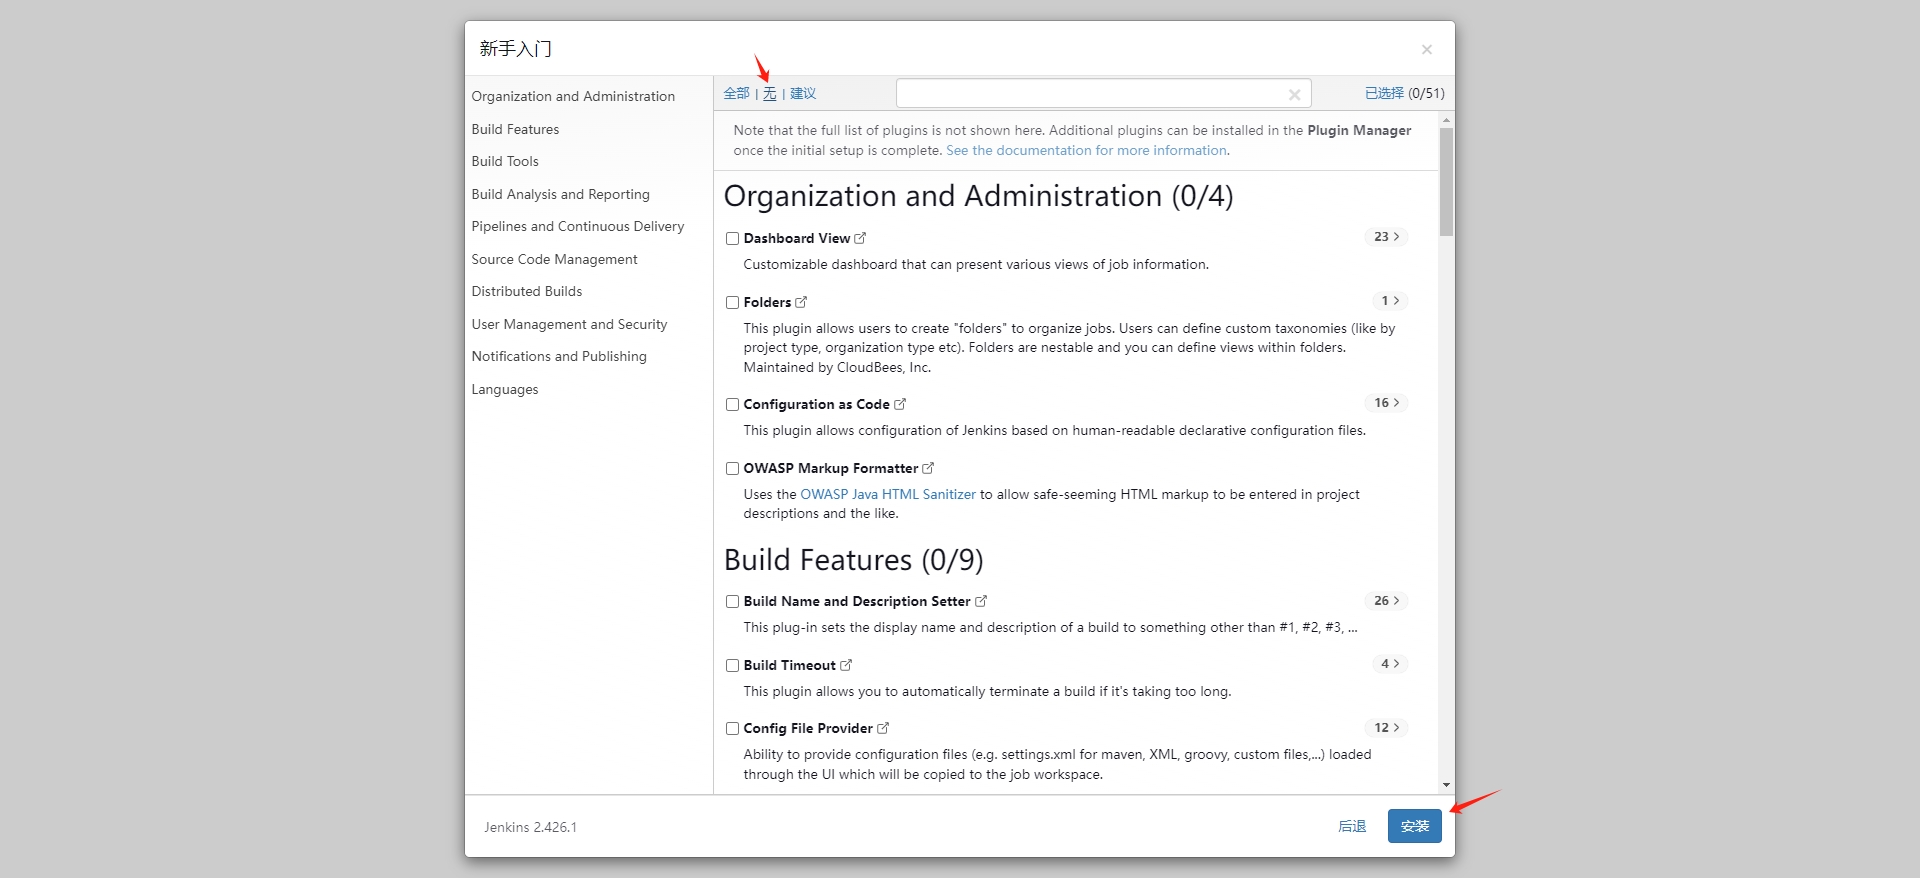 新手入门
×
Organization and Administration
Build Features
Build Tools
Build Analysis and Reporting
Pipelines and Continuous Delivery
Source Code Management
Distributed Builds
User Management and Security
Notifications and Publishing
Languages
全部 | 无 | 建议
已选择 (0/51)
Note that the full list of plugins is not shown here. Additional plugins can be installed in the Plugin Manager
once the initial setup is complete. See the documentation for more information.
Organization and Administration (0/4)
Dashboard View 23 >
Customizable dashboard that can present various views of job information.
Folders 1 >
This plugin allows users to create "folders" to organize jobs. Users can define custom taxonomies (like by
project type, organization type etc). Folders are nestable and you can define views within folders.
Maintained by CloudBees, Inc.
Configuration as Code 16 >
This plugin allows configuration of Jenkins based on human-readable declarative configuration files.
OWASP Markup Formatter
Uses the OWASP Java HTML Sanitizer to allow safe-seeming HTML markup to be entered in project
descriptions and the like.
Build Features (0/9)
Build Name and Description Setter 26 >
This plug-in sets the display name and description of a build to something other than #1, #2, #3, ...
Build Timeout 4 >
This plugin allows you to automatically terminate a build if it's taking too long.
Config File Provider 12 >
Ability to provide configuration files (e.g. settings.xml for maven, XML, groovy, custom files,...) loaded
through the UI which will be copied to the job workspace.
Jenkins 2.426.1
后退
安装